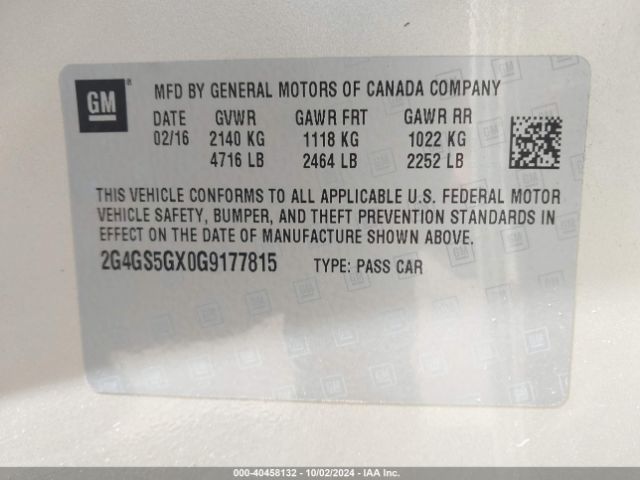 GM
MFD BY GENERAL MOTORS OF CANADA COMPANY
DATE GVWR GAWR FRT GAWR RR
02/16 2140 KG 1118 KG 1022 KG
4716 LB 2464 LB 2252 LB
THIS VEHICLE CONFORMS TO ALL APPLICABLE U.S. FEDERAL MOTOR
VEHICLE SAFETY, BUMPER, AND THEFT PREVENTION STANDARDS IN
EFFECT ON THE DATE OF MANUFACTURE SHOWN ABOVE.
2G4GS5GX0G9177815 TYPE: PASS CAR
000-40458132 - 10/02/2024 - IAA Inc.